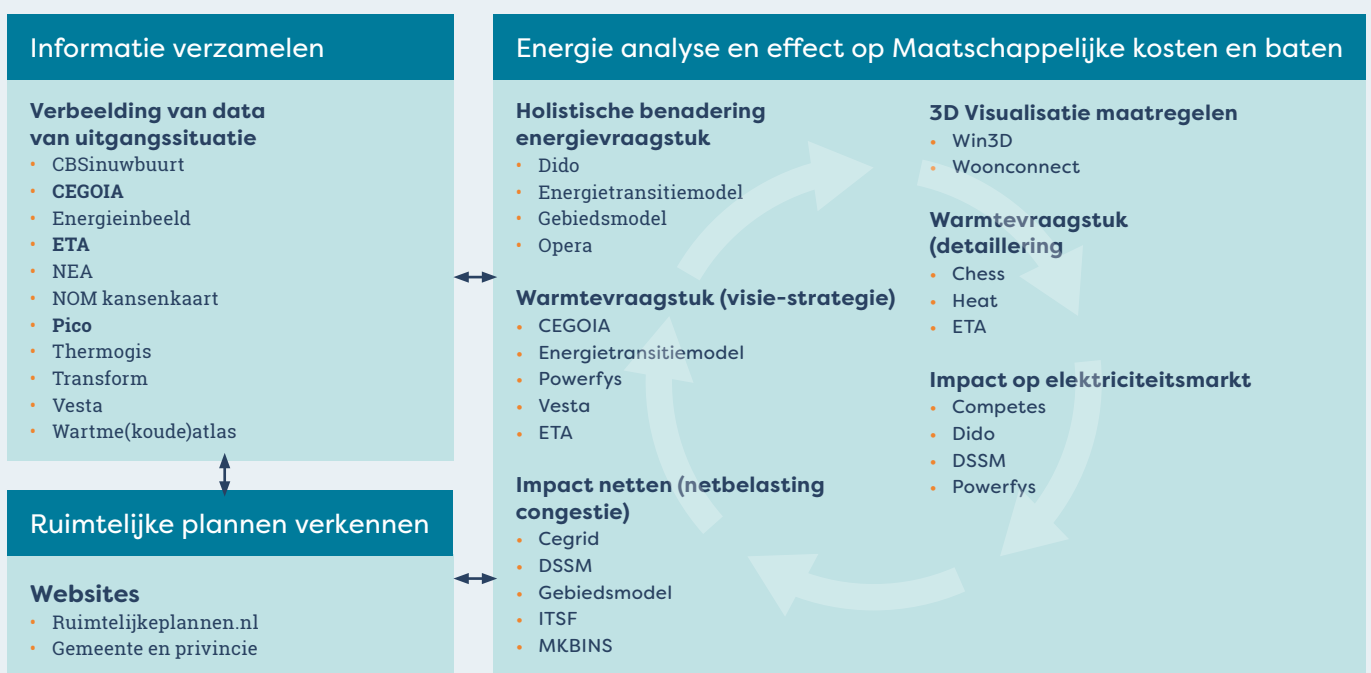 Informatie verzamelen
Verbeelding van data
van uitgangssituatie
• CBSinuwbuurt
• CEGOIA
• Energieinbeeld
• ETA
• NEA
• NOM kansenkaart
• Pico
• Thermogis
• Transform
• Vesta
• Wartme(koude)atlas
Ruimtelijke plannen verkennen
Websites
• Ruimtelijkeplannen.nl
• Gemeente en privincie
Energie analyse en effect op Maatschappelijke kosten en baten
Holistische benadering
energievraagstuk
• Dido
• Energietransitiemodel
• Gebiedsmodel
• Opera
Warmtevraagstuk (visie-strategie)
• CEGOIA
• Energietransitiemodel
• Powerfys
• Vesta
• ETA
Impact netten (netbelasting
congestie)
• Cegrid
• DSSM
• Gebiedsmodel
• ITSF
• MKBINS
3D Visualisatie maatregelen
• Win3D
• Woonconnect
Warmtevraagstuk
(detaillering
• Chess
• Heat
• ETA
Impact op elektriciteitsmarkt
• Competes
• Dido
• DSSM
• Powerfys